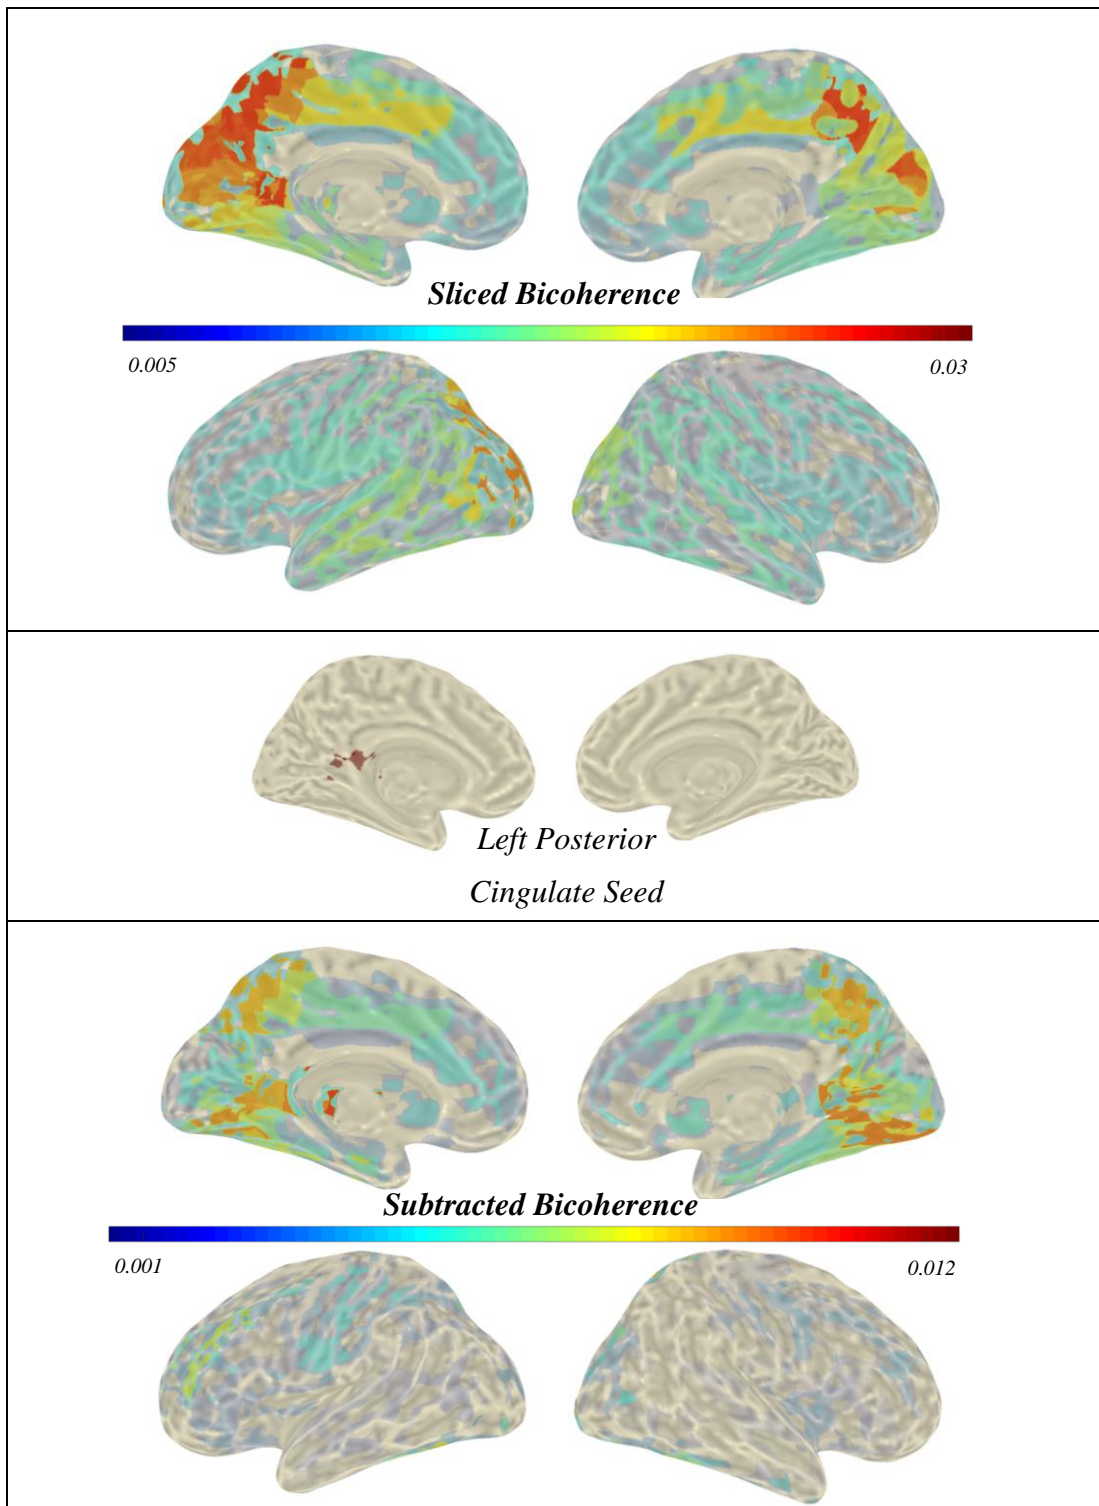 Sliced Bicoherence
0.005
0.03
Left Posterior
Cingulate Seed
Subtracted Bicoherence
0.001
0.012